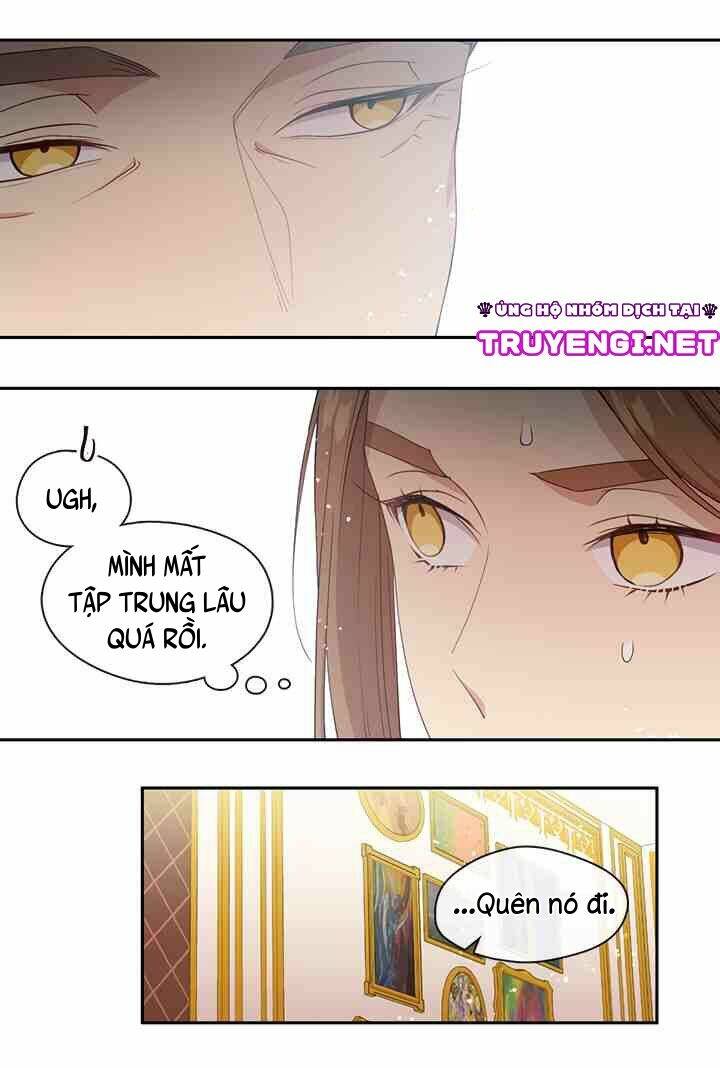 ỦNG HỘ NHÓM DỊCH TẠI
TRUYENGI.NET
UGH,
MÌNH MẤT
TẬP TRUNG LÂU
QUÁ RỒI.
...Quên nó đi.